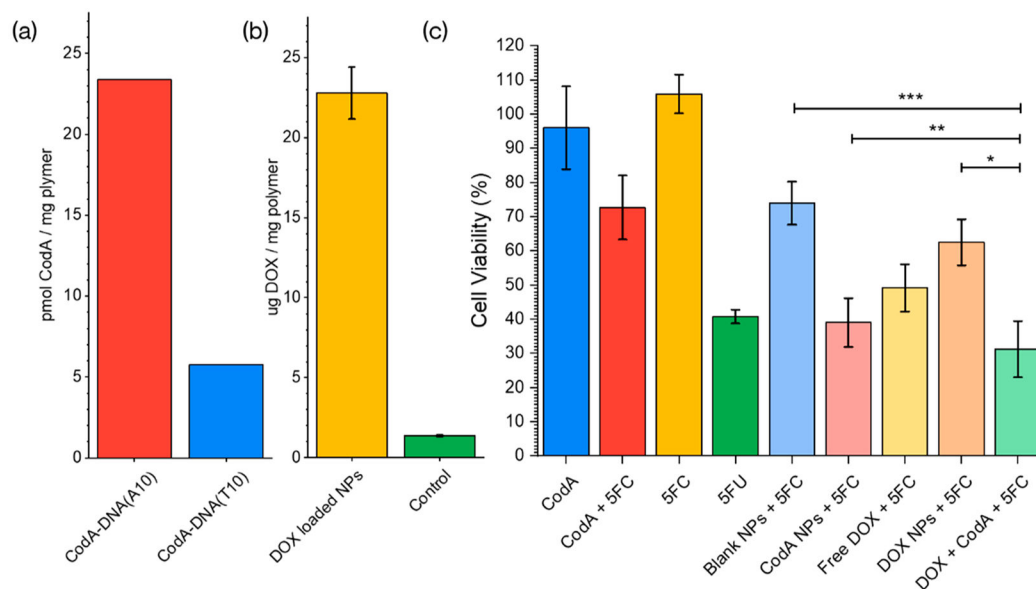 (a)
pmol CodA / mg plymer
25
20
15
10
5
0
CodA-DNA(A10)
CodA-DNA(T10)
(b)
ug DOX / mg polymer
25
20
15
10
5
0
DOX loaded NPs
Control
(c)
Cell Viability (%)
120
110
100
90
80
70
60
50
40
30
20
10
0
***
**
*
CodA
CodA + 5FC
5FC
5FU
Blank NPs + 5FC
CodA NPs + 5FC
Free DOX + 5FC
DOX NPs + 5FC
DOX + CodA + 5FC